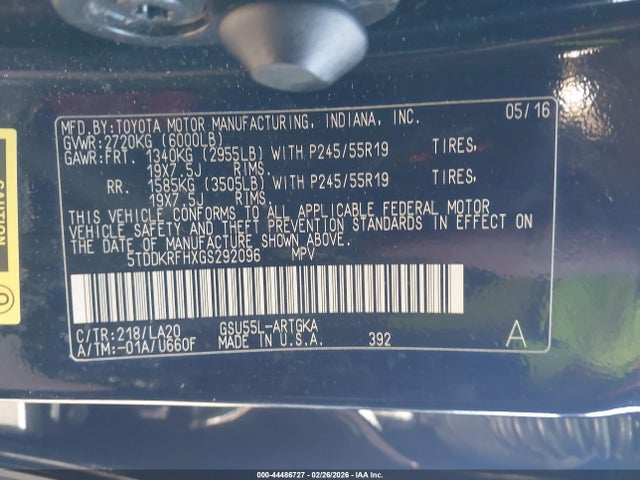 MFD.BY:TOYOTA MOTOR MANUFACTURING, INDIANA, INC. 05/16
GVWR:2720KG (6000LB)
GAWR:FRT. 1340KG (2955LB) WITH P245/55R19 TIRES,
19X7.5J RIMS.
RR. 1585KG (3505LB) WITH P245/55R19 TIRES,
19X7.5J RIMS.
THIS VEHICLE CONFORMS TO ALL APPLICABLE FEDERAL MOTOR
VEHICLE SAFETY AND THEFT PREVENTION STANDARDS IN EFFECT ON
THE DATE OF MANUFACTURE SHOWN ABOVE.
5TDDKRFHXGS292096 MPV
C/TR:218/LA20 GSU55L-ARTGKA
A/TM:-01A/U660F MADE IN U.S.A. 392 A
CAUTION
000-44486727 - 02/26/2026 - IAA Inc.